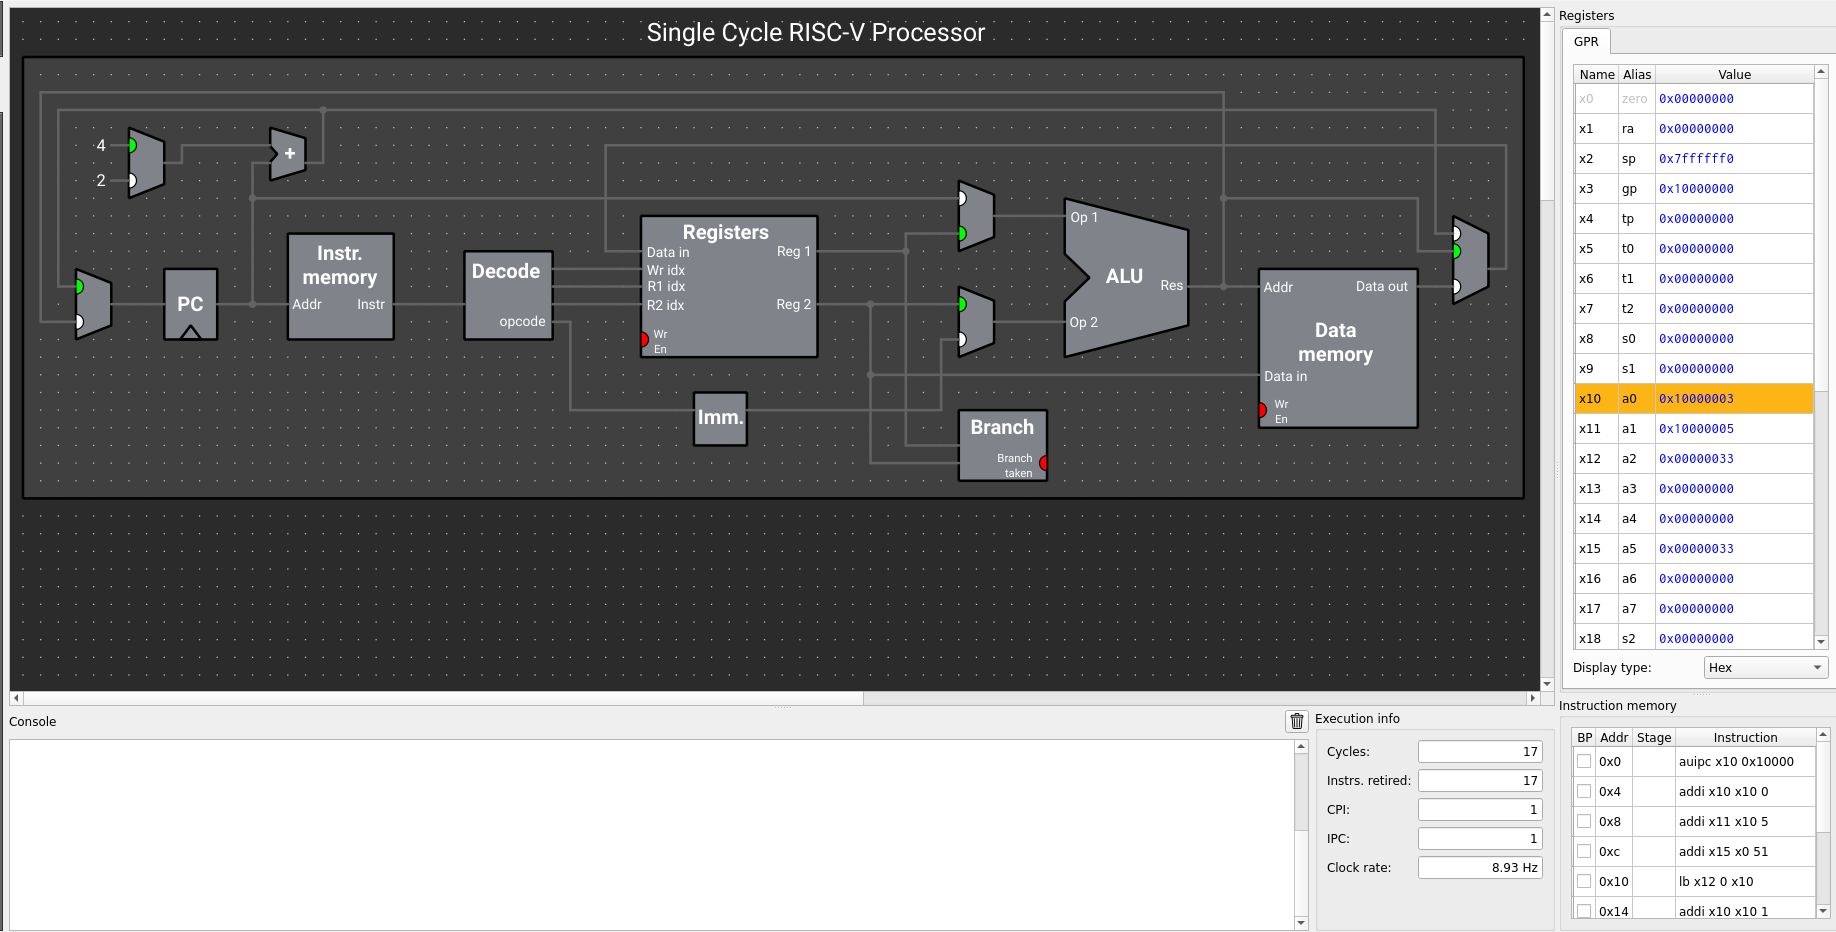 Single Cycle RISC-V Processor
4
2
+
PC
Instr.
memory
Addr
Instr
Decode
opcode
Registers
Data in
Wr idx
R1 idx
R2 idx
Wr
En
Reg 1
Reg 2
Imm.
Op 1
Op 2
ALU
Res
Branch
Branch
taken
Addr
Data out
Data
memory
Data in
Wr
En
Registers
GPR
Name Alias Value
x0 zero 0x00000000
x1 ra 0x00000000
x2 sp 0x7ffffff0
x3 gp 0x10000000
x4 tp 0x00000000
x5 t0 0x00000000
x6 t1 0x00000000
x7 t2 0x00000000
x8 s0 0x00000000
x9 s1 0x00000000
x10 a0 0x10000003
x11 a1 0x10000005
x12 a2 0x00000033
x13 a3 0x00000000
x14 a4 0x00000000
x15 a5 0x00000033
x16 a6 0x00000000
x17 a7 0x00000000
x18 s2 0x00000000
Display type: Hex
Console
Execution info
Cycles: 17
Instrs. retired: 17
CPI: 1
IPC: 1
Clock rate: 8.93 Hz
Instruction memory
BP Addr Stage Instruction
0x0 auipc x10 0x10000
0x4 addi x10 x10 0
0x8 addi x11 x10 5
0xc addi x15 x0 51
0x10 lb x12 0 x10
0x14 addi x10 x10 1